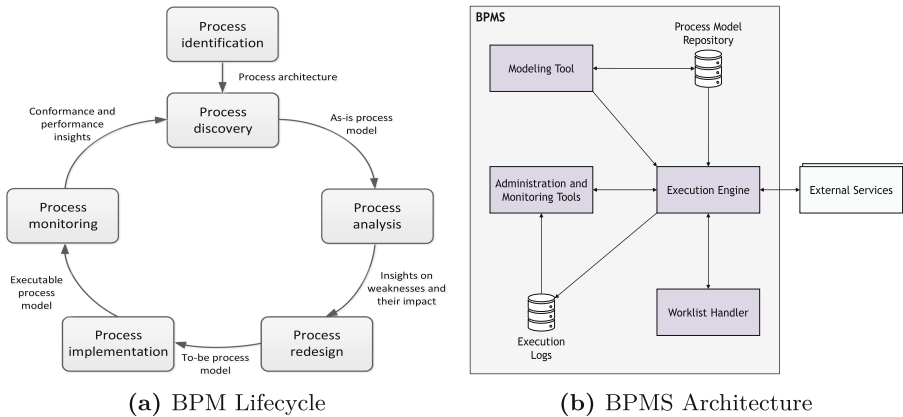 Process
identification
Process architecture
Process
discovery
As-is process
model
Process
analysis
Insights on
weaknesses and
their impact
Process
redesign
To-be process
model
Process
implementation
Executable
process
model
Process
monitoring
Conformance and
performance
insights
(a) BPM Lifecycle
BPMS
Modeling Tool
Process Model
Repository
Administration and
Monitoring Tools
Execution Engine
External Services
Execution
Logs
Worklist Handler
(b) BPMS Architecture